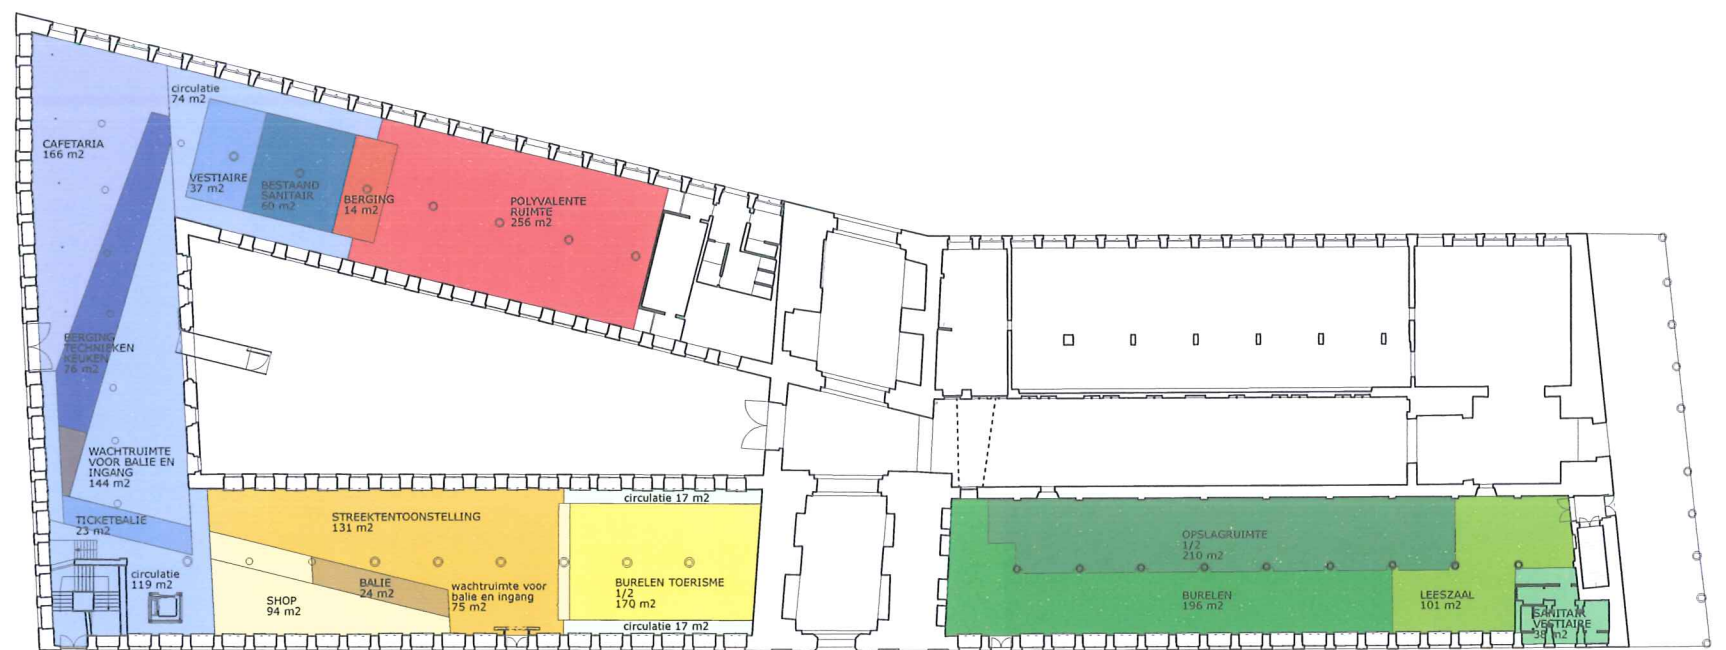 circulatie
74 m2
CAFETARIA
166 m2
VESTIAIRE
37 m2
BESTAAND
SANITAIR
60 m2
BERGING
14 m2
POLYVALENTE
RUIMTE
256 m2
BERGING
TECHNIEKEN
KEUKEN
76 m2
WACHTRUIMTE
VOOR BALIE EN
INGANG
144 m2
TICKETBALIE
23 m2
circulatie
119 m2
STREEKTENTOONSTELLING
131 m2
circulatie 17 m2
SHOP
94 m2
BALIE
24 m2
wachtruimte voor
balie en ingang
75 m2
BURELEN TOERISME
1/2
170 m2
circulatie 17 m2
OPSLAGRUIMTE
1/2
210 m2
BURELEN
196 m2
LEESZAAL
101 m2
SANITAIR
VESTIAIRE
38 m2